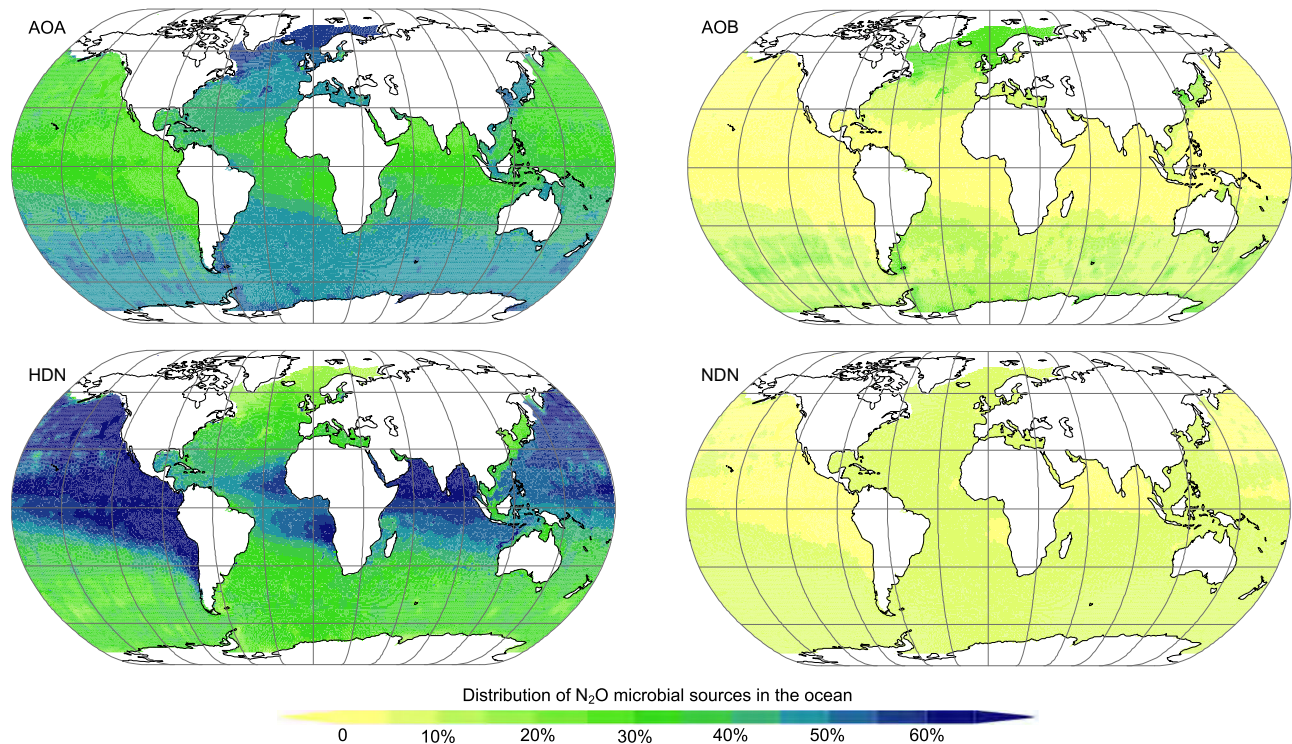 AOA
AOB
HDN
NDN
Distribution of N₂O microbial sources in the ocean
0 10% 20% 30% 40% 50% 60%